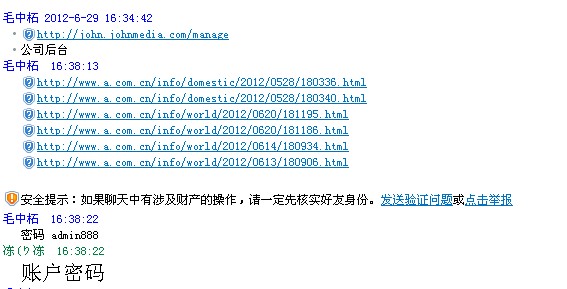 毛中柘 2012-6-29 16:34:42
http://john.johnmedia.com/manage
公司后台
毛中柘 16:38:13
http://www.a.com.cn/info/domestic/2012/0528/180336.html
http://www.a.com.cn/info/domestic/2012/0528/180340.html
http://www.a.com.cn/info/world/2012/0620/181195.html
http://www.a.com.cn/info/world/2012/0620/181186.html
http://www.a.com.cn/info/world/2012/0614/180934.html
http://www.a.com.cn/info/world/2012/0613/180906.html
安全提示：如果聊天中有涉及财产的操作，请一定先核实好友身份。发送验证问题或点击举报
毛中柘 16:38:22
密码 admin888
冻(り冻 16:38:22
账户密码